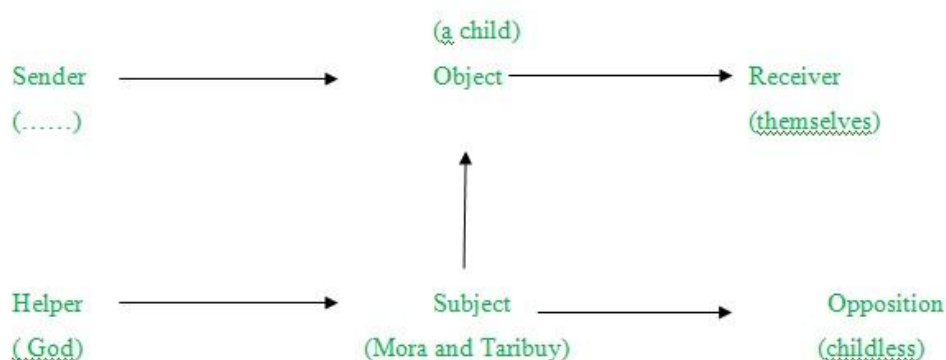 (a child)
Sender Object Receiver
(......) (themselves)
Helper Subject Opposition
( God) (Mora and Taribuy) (childless)